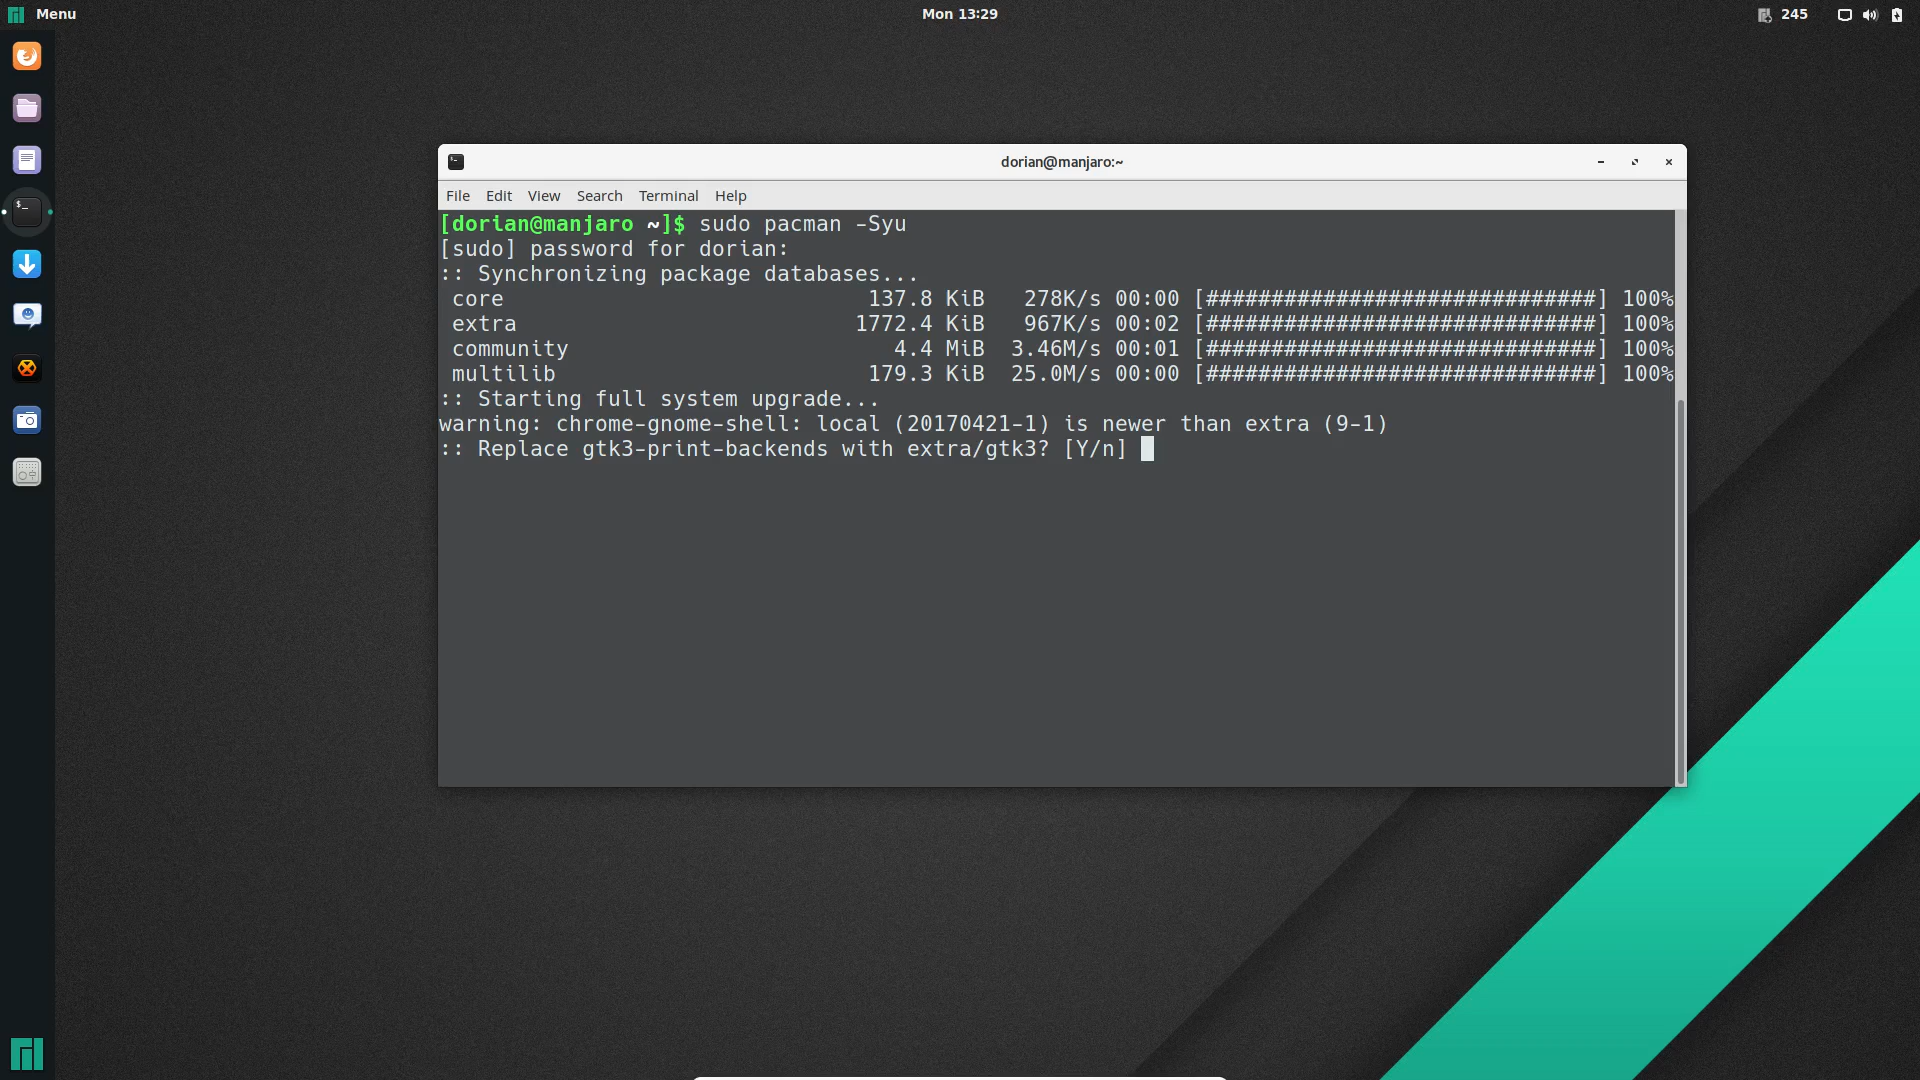 Menu
Mon 13:29
245
dorian@manjaro:~
File Edit View Search Terminal Help
[dorian@manjaro ~]$ sudo pacman -Syu
[sudo] password for dorian:
:: Synchronizing package databases...
core 137.8 KiB 278K/s 00:00 [##############################] 100%
extra 1772.4 KiB 967K/s 00:02 [##############################] 100%
community 4.4 MiB 3.46M/s 00:01 [##############################] 100%
multilib 179.3 KiB 25.0M/s 00:00 [##############################] 100%
:: Starting full system upgrade...
warning: chrome-gnome-shell: local (20170421-1) is newer than extra (9-1)
:: Replace gtk3-print-backends with extra/gtk3? [Y/n]